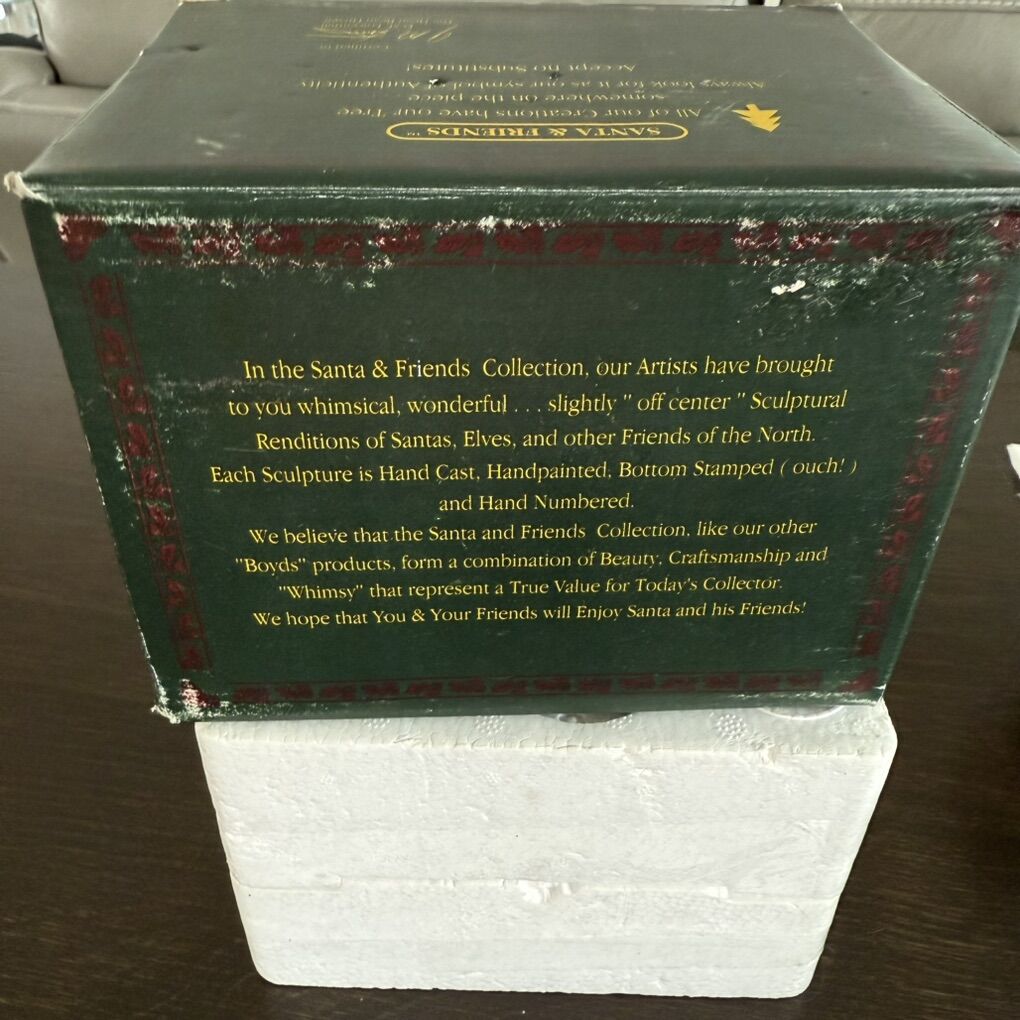 SANTA & FRIENDS™
All of our Creations have our Tree
somewhere on the piece
Always look for it as our symbol of Authenticity
Accept no Substitutes!
In the Santa & Friends Collection, our Artists have brought
to you whimsical, wonderful . . . slightly " off center " Sculptural
Renditions of Santas, Elves, and other Friends of the North.
Each Sculpture is Hand Cast, Handpainted, Bottom Stamped ( ouch! )
and Hand Numbered.
We believe that the Santa and Friends Collection, like our other
"Boyds" products, form a combination of Beauty, Craftsmanship and
"Whimsy" that represent a True Value for Today's Collector.
We hope that You & Your Friends will Enjoy Santa and his Friends!